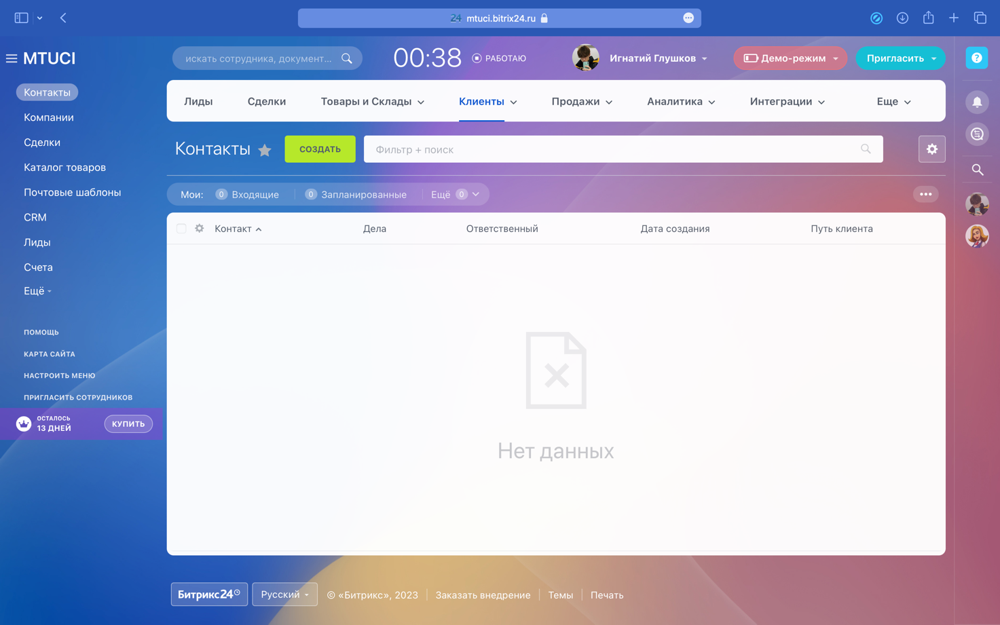 24 mtuci.bitrix24.ru
MTUCI
искать сотрудника, документ...
00:38
РАБОТАЮ
Игнатий Глушков
Демо-режим
Пригласить
?
Контакты
Компании
Сделки
Каталог товаров
Почтовые шаблоны
CRM
Лиды
Счета
Ещё
ПОМОЩЬ
КАРТА САЙТА
НАСТРОИТЬ МЕНЮ
ПРИГЛАСИТЬ СОТРУДНИКОВ
ОСТАЛОСЬ
13 ДНЕЙ
КУПИТЬ
Лиды Сделки Товары и Склады Клиенты Продажи Аналитика Интеграции Еще
Контакты
СОЗДАТЬ
Фильтр + поиск
Мои: 0 Входящие 0 Запланированные Ещё 0
Контакт Дела Ответственный Дата создания Путь клиента
Нет данных
Битрикс24 Русский © «Битрикс», 2023 Заказать внедрение Темы Печать